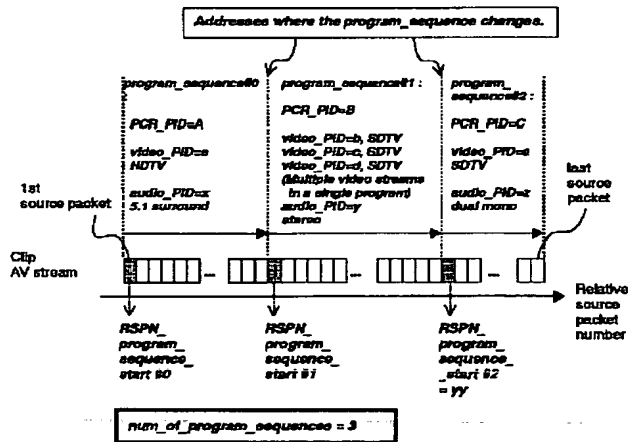 Addresses where the program_sequence changes.
program_sequence#0
PCR_PID=A
video_PID=a
HDTV
audio_PID=x
5.1 surround
program_sequence#1 :
PCR_PID=B
video_PID=b, SDTV
video_PID=c, SDTV
video_PID=d, SDTV
(Multiple video streams
in a single program)
audio_PID=y
stereo
program_
sequence#2 :
PCR_PID=C
video_PID=e
SDTV
audio_PID=z
dual mono
1st
source packet
last
source
packet
Clip
AV stream
...
...
...
Relative
source
packet
number
RSPN_
program_
sequence_
start #0
RSPN_
program_
sequence_
start #1
RSPN_
program_
sequence
_start #2
= yy
num_of_program_sequences = 3